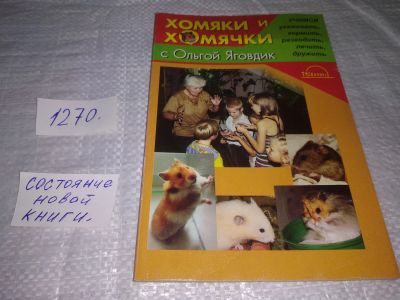 ХОМЯКИ И
ХОМЯЧКИ
с Ольгой Яговдик
УЧИМСЯ
ухаживать,
кормить,
разводить,
лечить,
дружить
1270.
состояние
новой
книги.